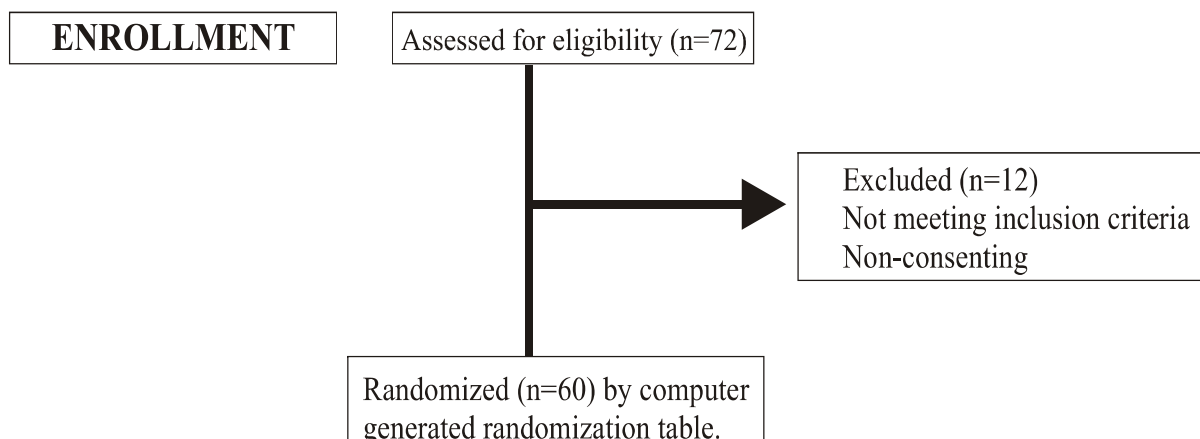 ENROLLMENT
Assessed for eligibility (n=72)
Excluded (n=12)
Not meeting inclusion criteria
Non-consenting
Randomized (n=60) by computer
generated randomization table.